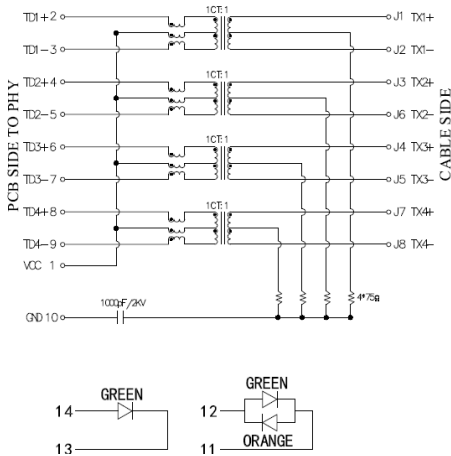 1CT:1
TD1+2 J1 TX1+
TD1-3 J2 TX1-
1CT:1
TD2+4 J3 TX2+
TD2-5 J6 TX2-
1CT:1
TD3+6 J4 TX3+
TD3-7 J5 TX3-
1CT:1
TD4+8 J7 TX4+
TD4-9 J8 TX4-
VCC 1
PCB SIDE TO PHY
CABLE SIDE
1000pF/2KV 4*75Ω
GND 10
GREEN GREEN
14 12
13 11 ORANGE